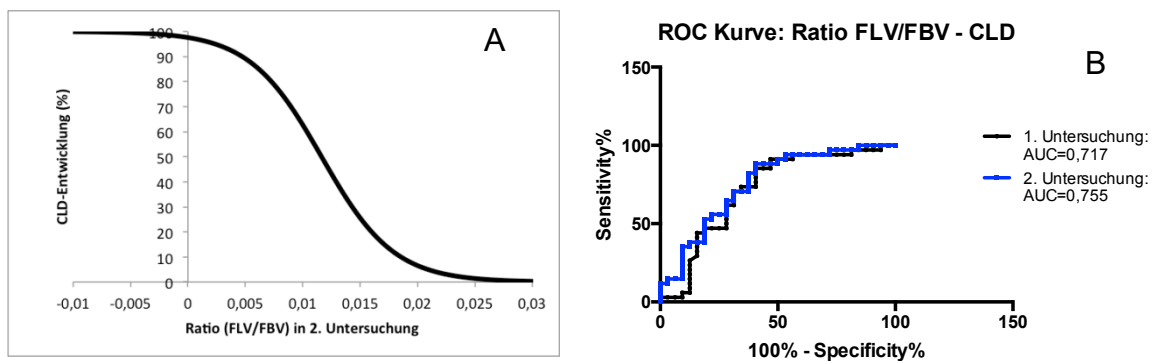 A
100
90
80
70
60
50
40
30
20
10
0
CLD-Entwicklung (%)
-0,01 -0,005 0 0,005 0,01 0,015 0,02 0,025 0,03
Ratio (FLV/FBV) in 2. Untersuchung
ROC Kurve: Ratio FLV/FBV - CLD
B
150
100
50
0
Sensitivity%
0 50 100 150
100% - Specificity%
1. Untersuchung:
AUC=0,717
2. Untersuchung:
AUC=0,755